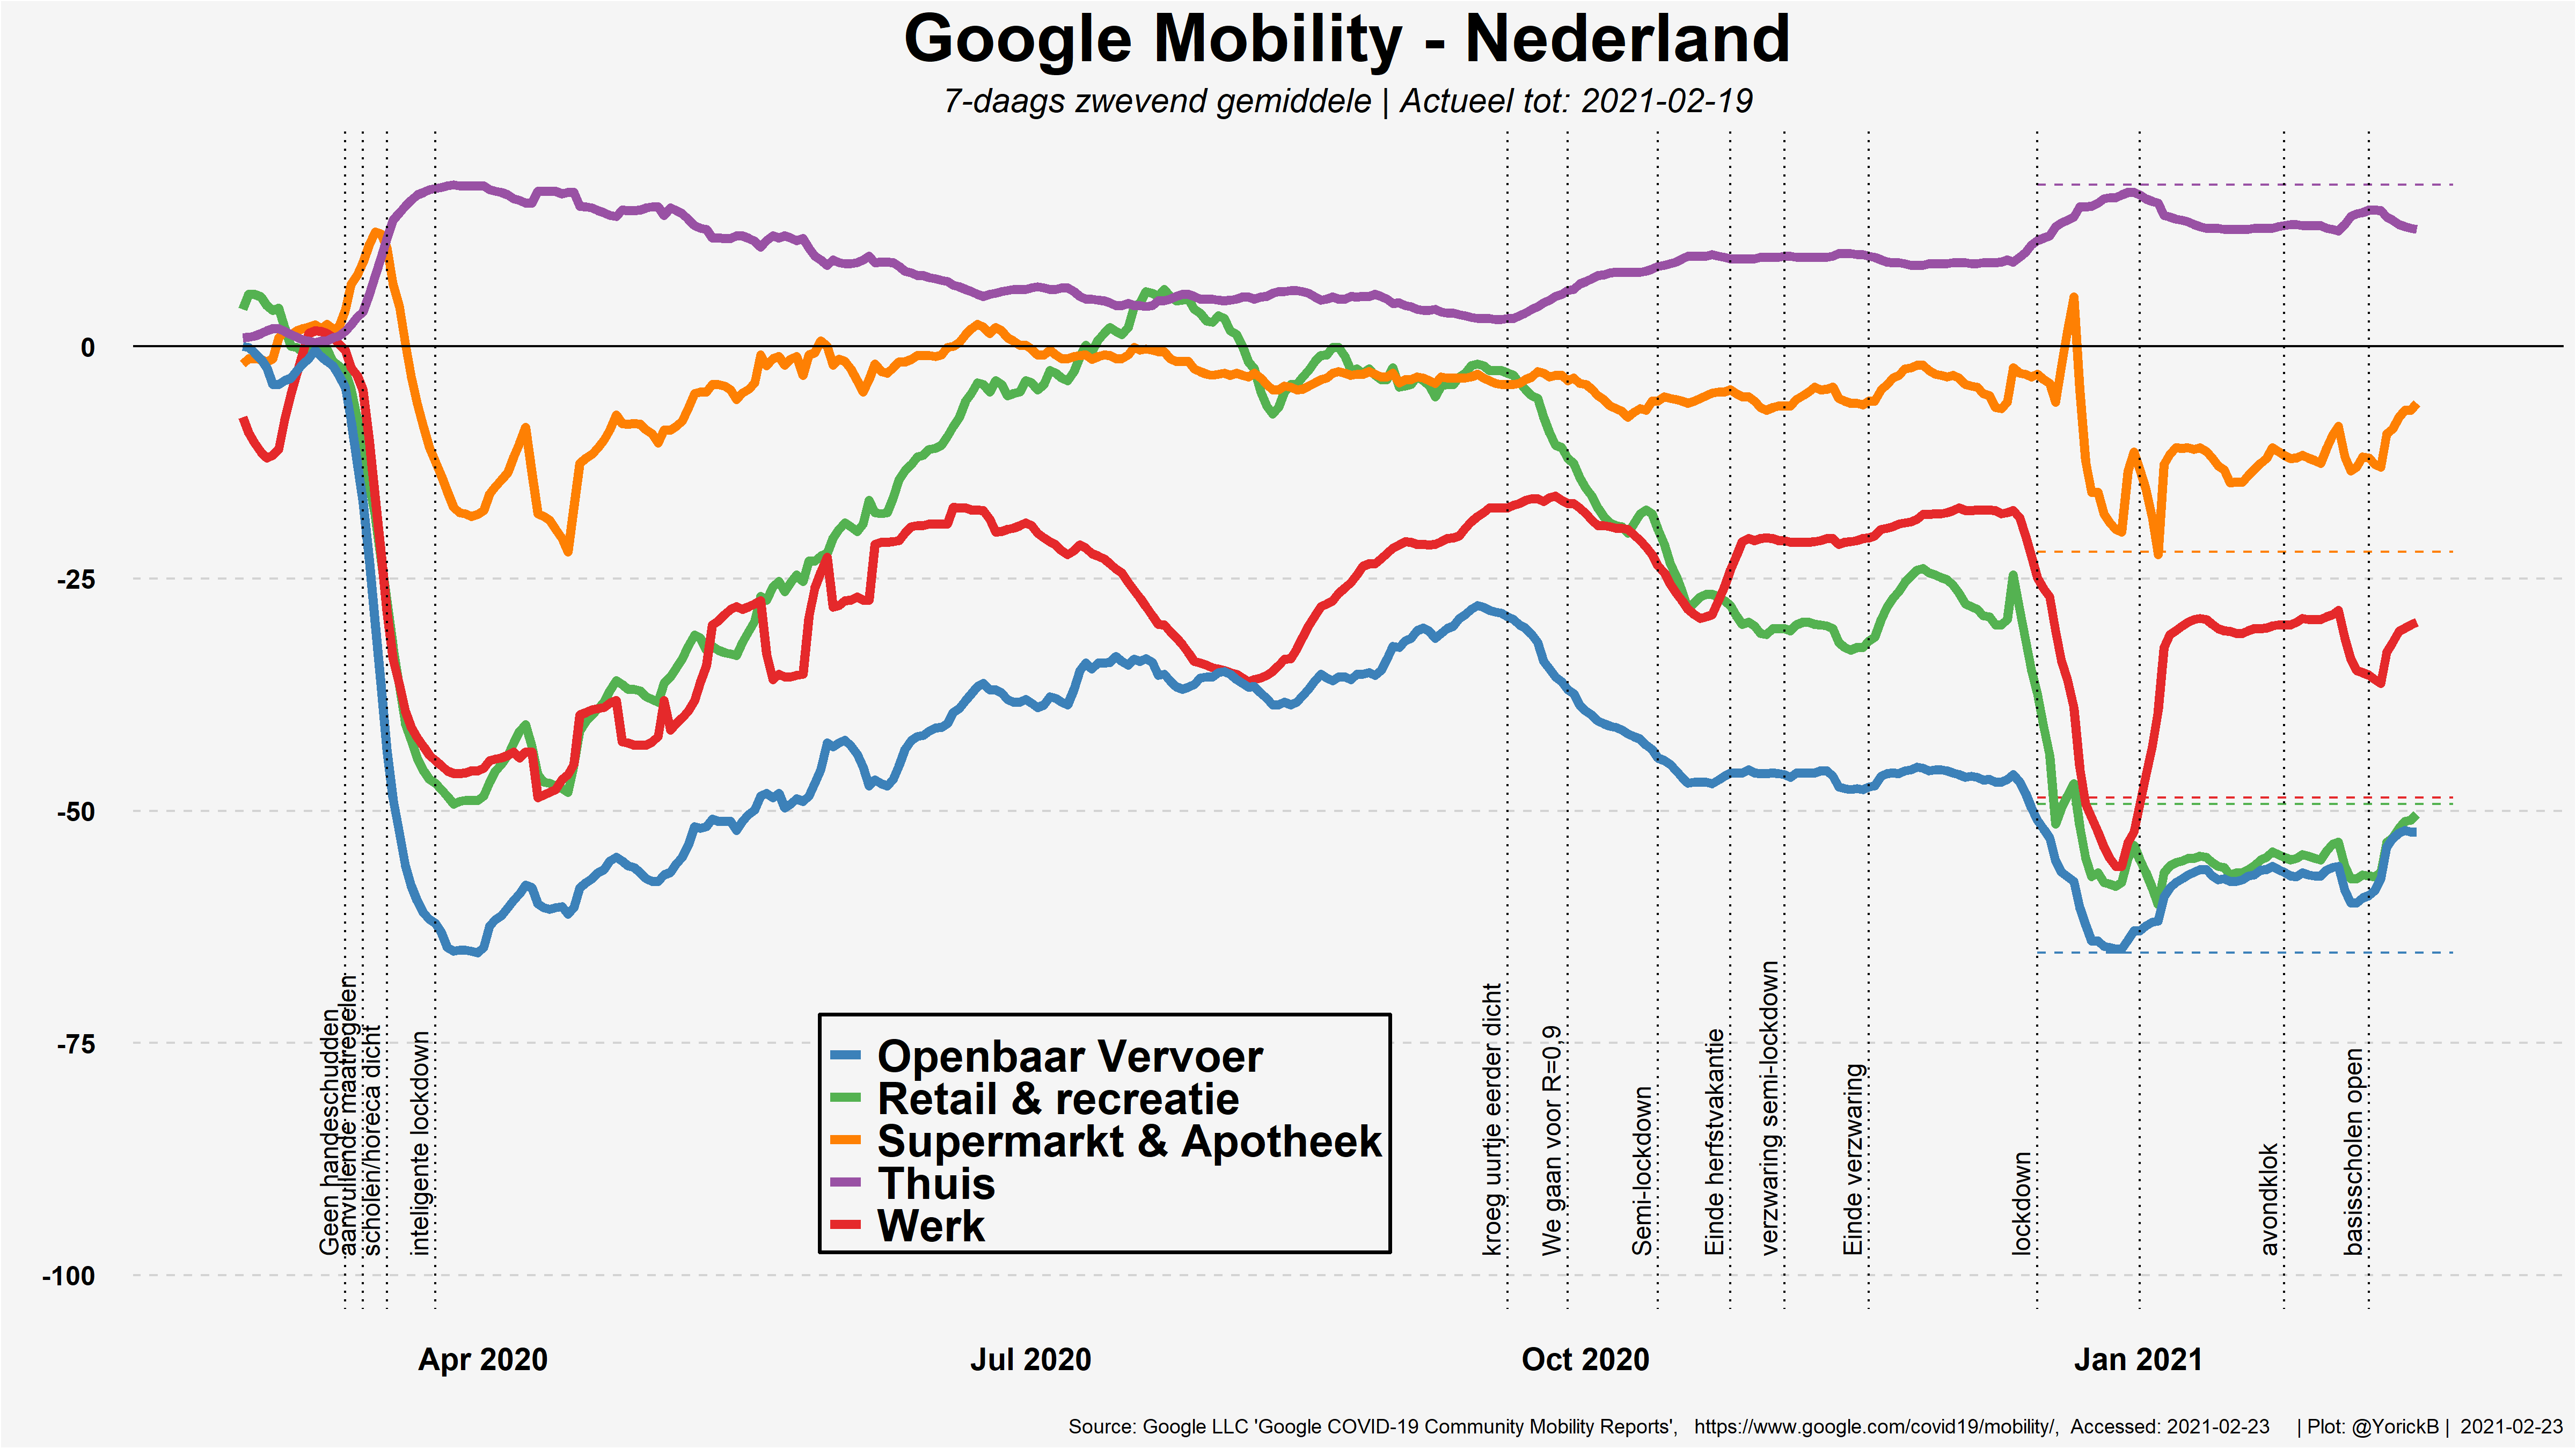 Google Mobility - Nederland
7-daags zwevend gemiddele | Actueel tot: 2021-02-19
0
-25
-50
-75
-100
Geen handeschudden
aanvullende maatregelen
scholen/horeca dicht
inteligente lockdown
kroeg uurtje eerder dicht
We gaan voor R=0,9
Semi-lockdown
Einde herfstvakantie
verzwaring semi-lockdown
Einde verzwaring
lockdown
avondklok
basisscholen open
Openbaar Vervoer
Retail & recreatie
Supermarkt & Apotheek
Thuis
Werk
Apr 2020
Jul 2020
Oct 2020
Jan 2021
Source: Google LLC 'Google COVID-19 Community Mobility Reports', https://www.google.com/covid19/mobility/, Accessed: 2021-02-23 | Plot: @YorickB | 2021-02-23